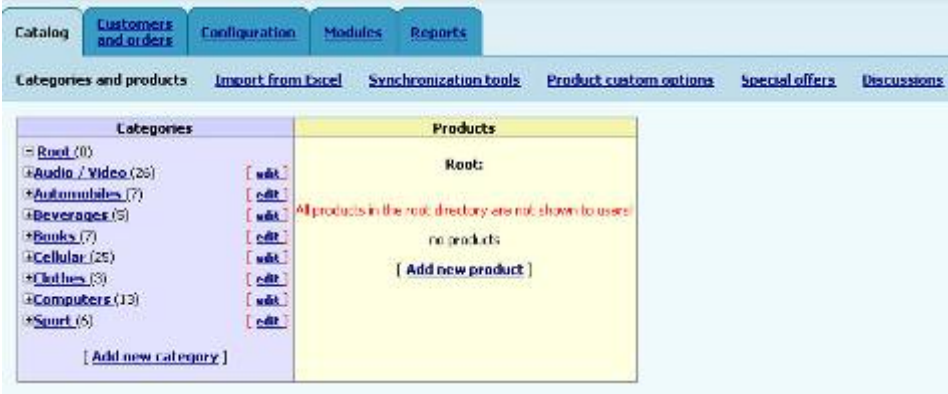 Catalog
Customers and orders
Configuration
Modules
Reports
Categories and products Import from Excel Synchronization tools Product custom options Special offers Discussions
Categories
Root (0)
Audio / Video (26) [ edit ]
Automobiles (7) [ edit ]
Beverages (5) [ edit ]
Books (7) [ edit ]
Cellular (25) [ edit ]
Clothes (3) [ edit ]
Computers (13) [ edit ]
Sport (6) [ edit ]
[ Add new category ]
Products
Root:
All products in the root directory are not shown to users!
no products
[ Add new product ]